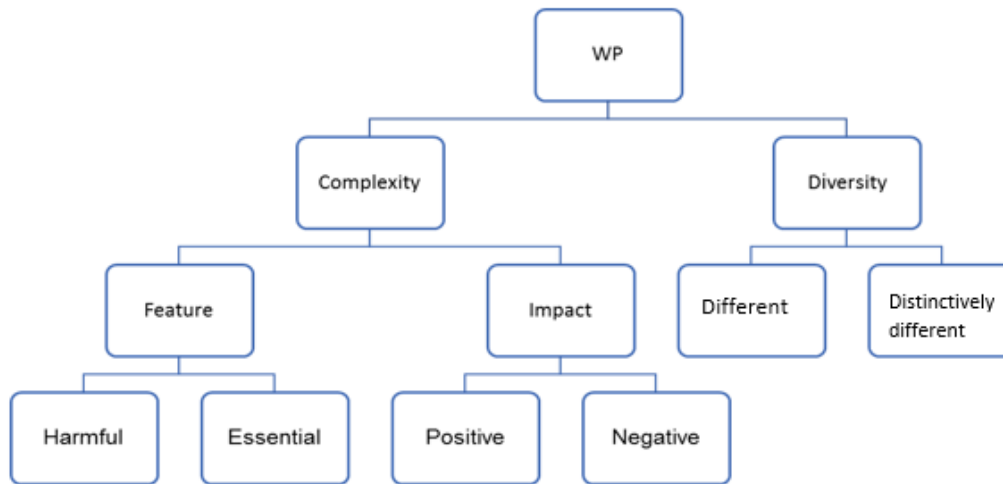 WP
Complexity
Diversity
Feature
Impact
Different
Distinctively
different
Harmful
Essential
Positive
Negative